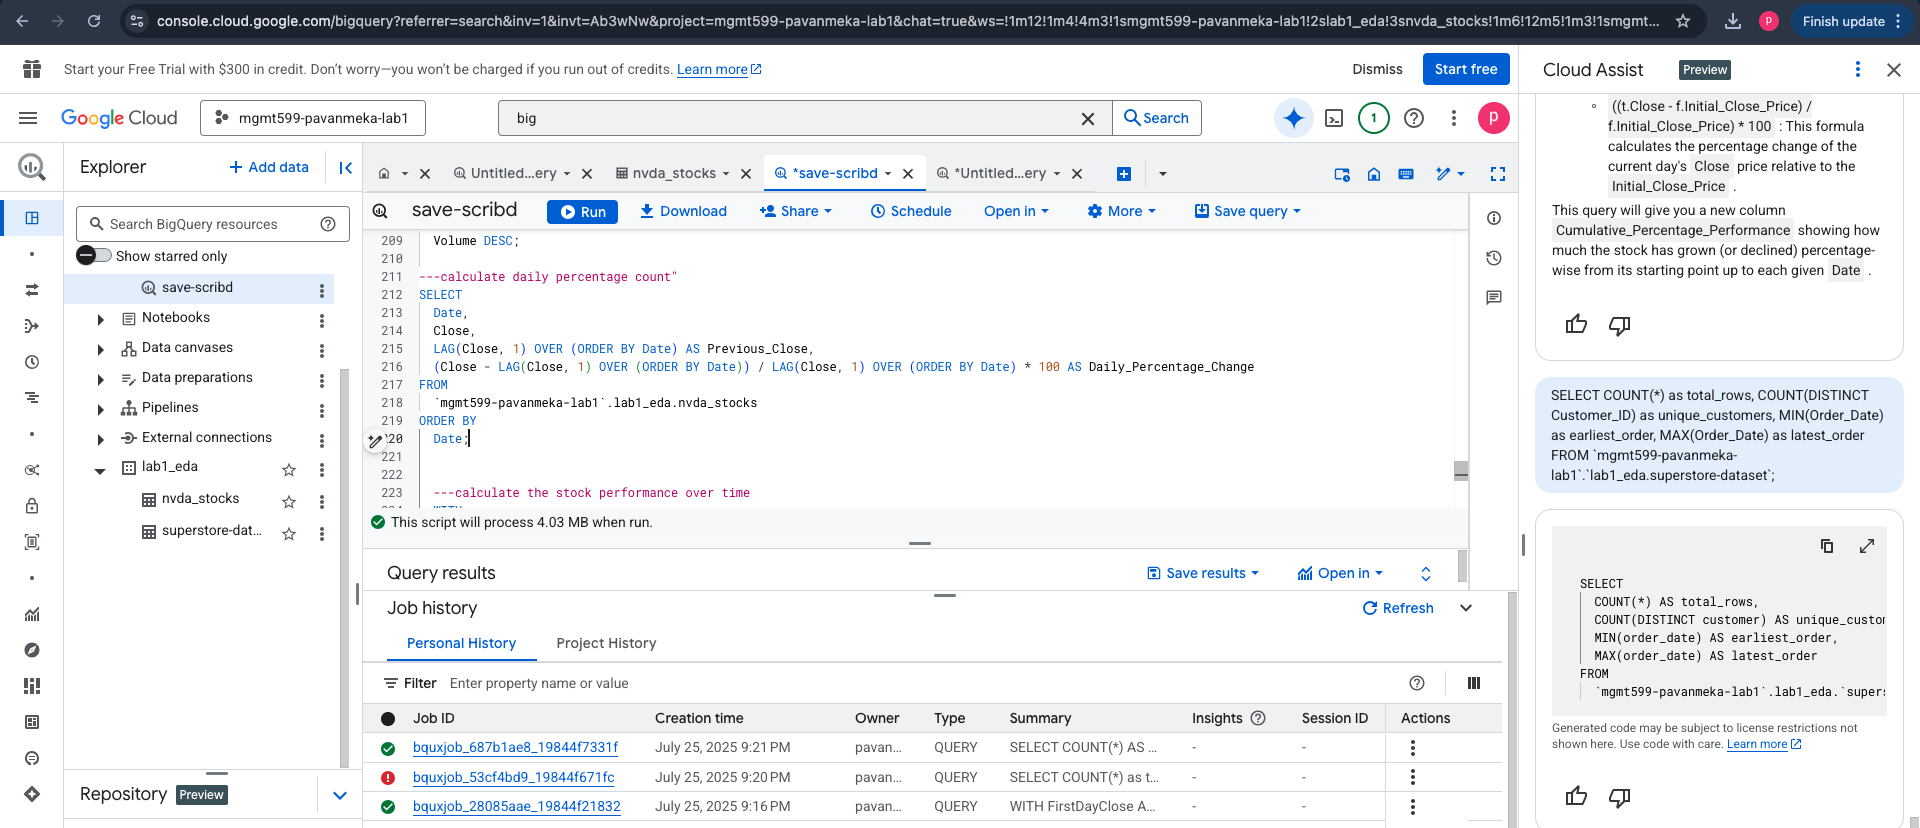 console.cloud.google.com/bigquery?referrer=search&inv=1&invt=Ab3wNw&project=mgmt599-pavanmeka-lab1&chat=true&ws=!1m12!1m4!4m3!1smgmt599-pavanmeka-lab1!2slab1_eda!3snvda_stocks!1m6!12m5!1m3!1smgmt...
p
Finish update
Start your Free Trial with $300 in credit. Don't worry—you won't be charged if you run out of credits. Learn more
Dismiss
Start free
Google Cloud
mgmt599-pavanmeka-lab1
big
Search
1
p
Explorer
+ Add data
Search BigQuery resources
Show starred only
save-scribd
Notebooks
Data canvases
Data preparations
Pipelines
External connections
lab1_eda
nvda_stocks
superstore-dat...
Repository
Preview
Untitled...ery
nvda_stocks
*save-scribd
*Untitled...ery
save-scribd
Run
Download
Share
Schedule
Open in
More
Save query
209 Volume DESC;
210
211 ---calculate daily percentage count"
212 SELECT
213 Date,
214 Close,
215 LAG(Close, 1) OVER (ORDER BY Date) AS Previous_Close,
216 (Close - LAG(Close, 1) OVER (ORDER BY Date)) / LAG(Close, 1) OVER (ORDER BY Date) * 100 AS Daily_Percentage_Change
217 FROM
218 `mgmt599-pavanmeka-lab1`.lab1_eda.nvda_stocks
219 ORDER BY
220 Date;
221
222
223 ---calculate the stock performance over time
This script will process 4.03 MB when run.
Query results
Save results
Open in
Job history
Refresh
Personal History
Project History
Filter Enter property name or value
Job ID Creation time Owner Type Summary Insights Session ID Actions
bquxjob_687b1ae8_19844f7331f July 25, 2025 9:21 PM pavan... QUERY SELECT COUNT(*) AS ... - -
bquxjob_53cf4bd9_19844f671fc July 25, 2025 9:20 PM pavan... QUERY SELECT COUNT(*) as t... - -
bquxjob_28085aae_19844f21832 July 25, 2025 9:16 PM pavan... QUERY WITH FirstDayClose A... - -
Cloud Assist
Preview
((t.Close - f.Initial_Close_Price) /
f.Initial_Close_Price) * 100 : This formula
calculates the percentage change of the
current day's Close price relative to the
Initial_Close_Price .
This query will give you a new column
Cumulative_Percentage_Performance showing how
much the stock has grown (or declined) percentage-
wise from its starting point up to each given Date .
SELECT COUNT(*) as total_rows, COUNT(DISTINCT
Customer_ID) as unique_customers, MIN(Order_Date)
as earliest_order, MAX(Order_Date) as latest_order
FROM `mgmt599-pavanmeka-
lab1`.`lab1_eda.superstore-dataset`;
SELECT
COUNT(*) AS total_rows,
COUNT(DISTINCT customer) AS unique_custom
MIN(order_date) AS earliest_order,
MAX(order_date) AS latest_order
FROM
`mgmt599-pavanmeka-lab1`.lab1_eda.`supers
Generated code may be subject to license restrictions not
shown here. Use code with care. Learn more